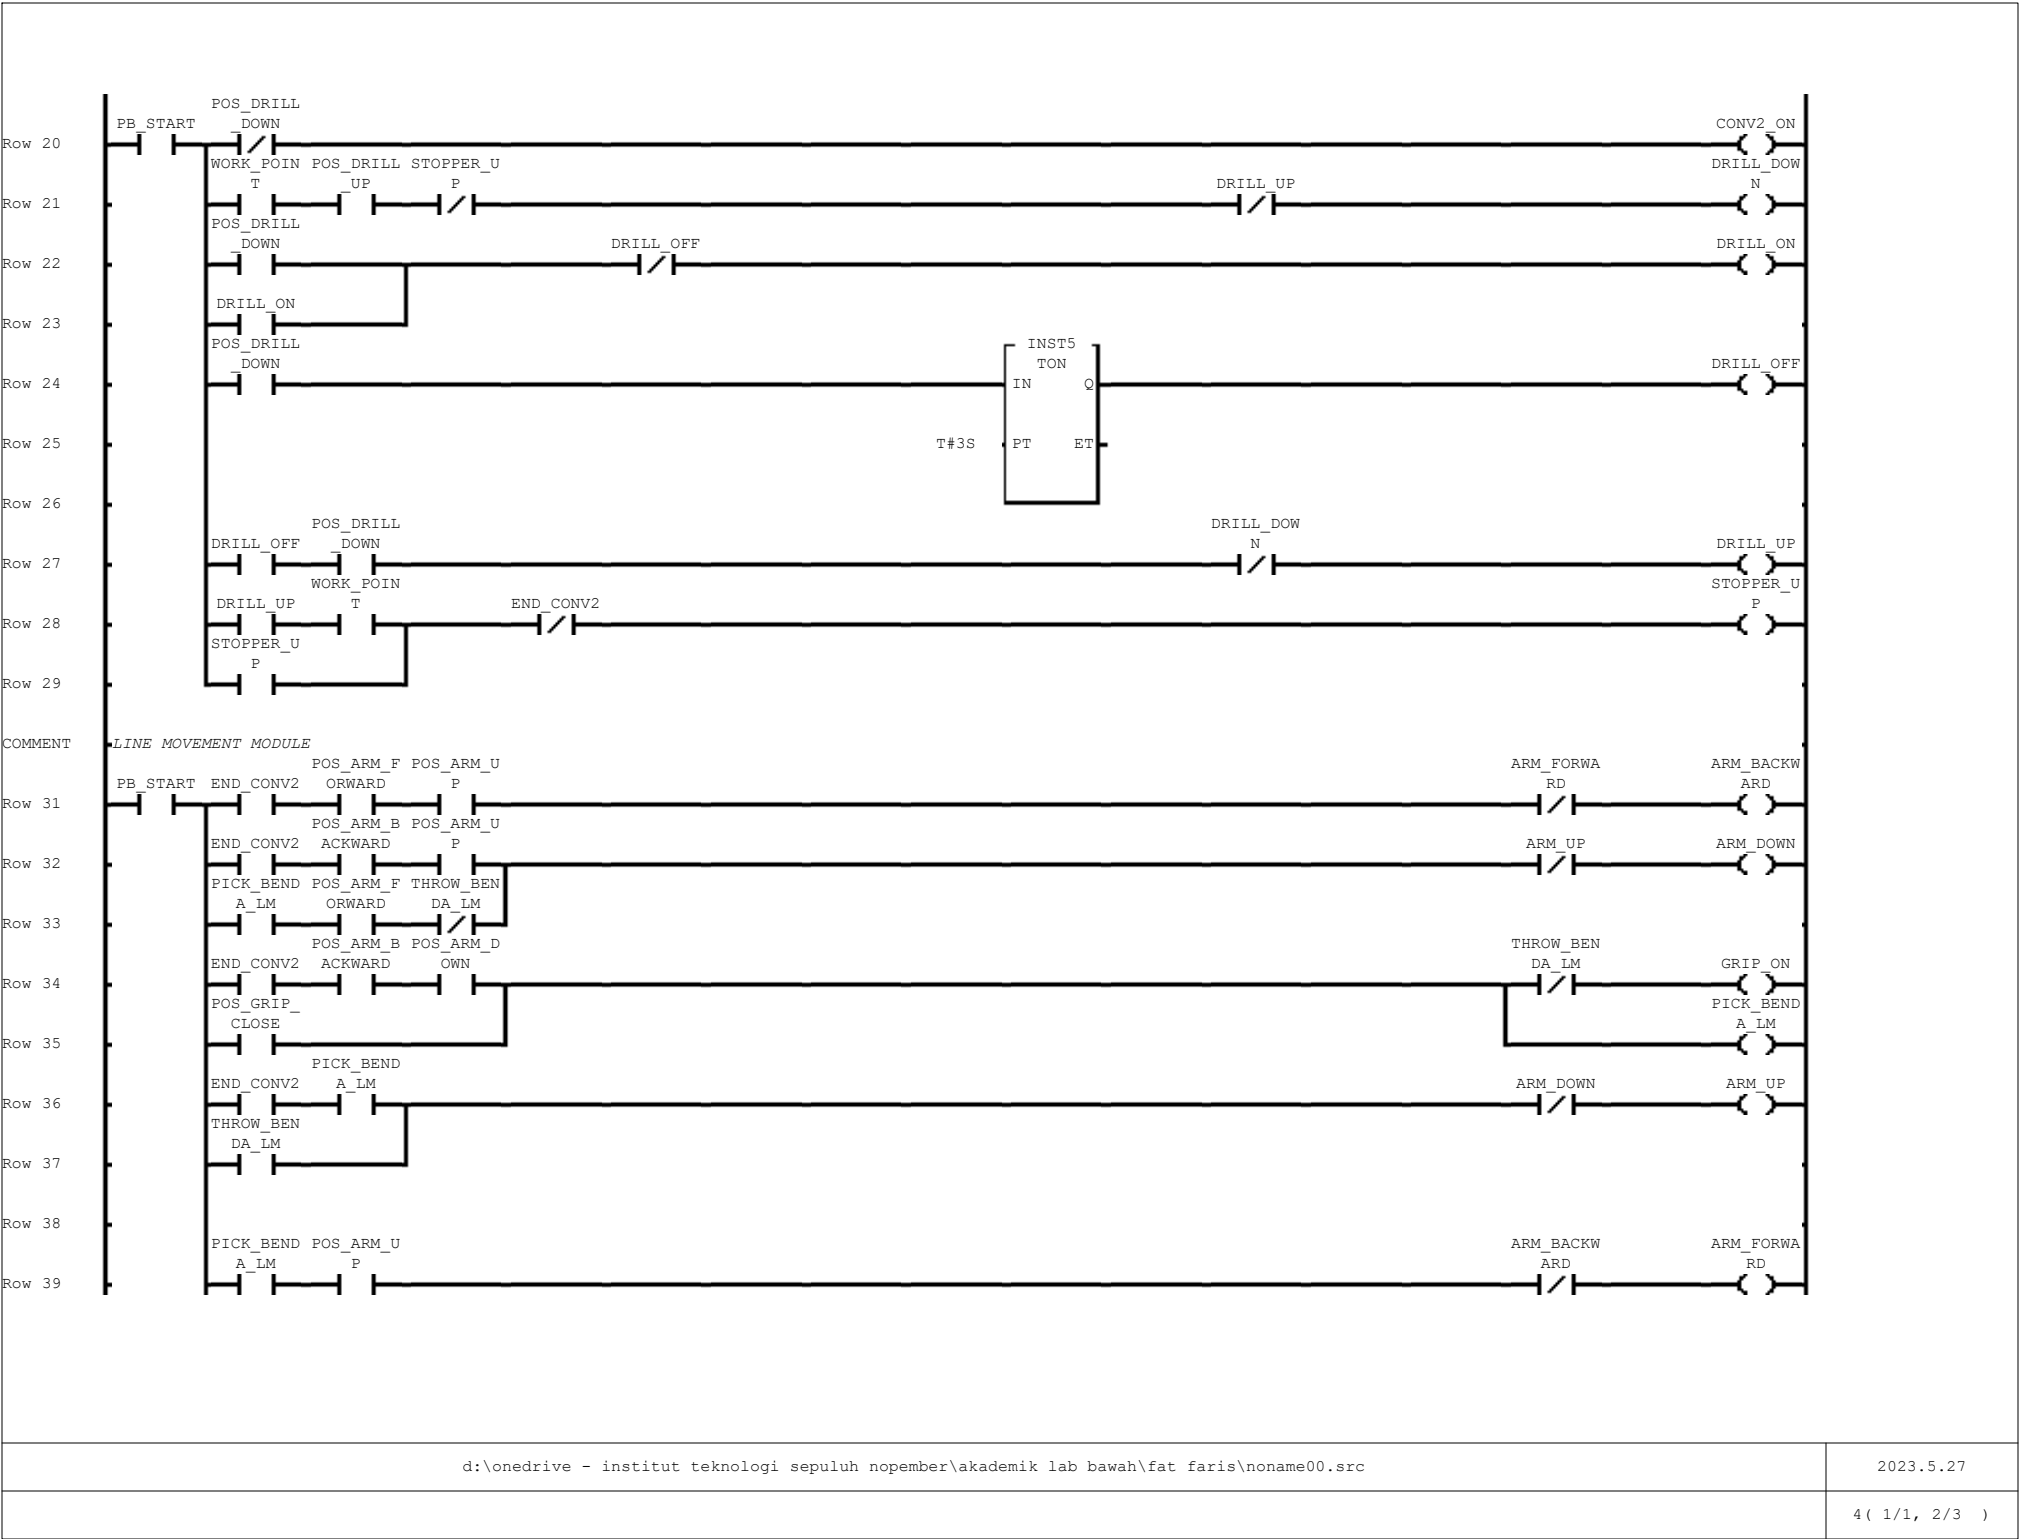 POS_DRILL
PB_START _DOWN CONV2_ON
Row 20
WORK_POIN POS_DRILL STOPPER_U DRILL_DOW
T _UP P DRILL_UP N
Row 21
POS_DRILL
_DOWN DRILL_OFF DRILL_ON
Row 22
DRILL_ON
Row 23
POS_DRILL INST5
_DOWN TON DRILL_OFF
Row 24 IN Q
Row 25 T#3S PT ET
Row 26
POS_DRILL DRILL_DOW
DRILL_OFF _DOWN N DRILL_UP
Row 27
WORK_POIN STOPPER_U
DRILL_UP T END_CONV2 P
Row 28
STOPPER_U
P
Row 29
COMMENT LINE MOVEMENT MODULE
POS_ARM_F POS_ARM_U ARM_FORWA ARM_BACKW
PB_START END_CONV2 ORWARD P RD ARD
Row 31
POS_ARM_B POS_ARM_U
END_CONV2 ACKWARD P ARM_UP ARM_DOWN
Row 32
PICK_BEND POS_ARM_F THROW_BEN
A_LM ORWARD DA_LM
Row 33
POS_ARM_B POS_ARM_D THROW_BEN
END_CONV2 ACKWARD OWN DA_LM GRIP_ON
Row 34
POS_GRIP_ PICK_BEND
CLOSE A_LM
Row 35
PICK_BEND
END_CONV2 A_LM ARM_DOWN ARM_UP
Row 36
THROW_BEN
DA_LM
Row 37
Row 38
PICK_BEND POS_ARM_U ARM_BACKW ARM_FORWA
A_LM P ARD RD
Row 39
d:\onedrive - institut teknologi sepuluh nopember\akademik lab bawah\fat faris\noname00.src 2023.5.27
4( 1/1, 2/3 )